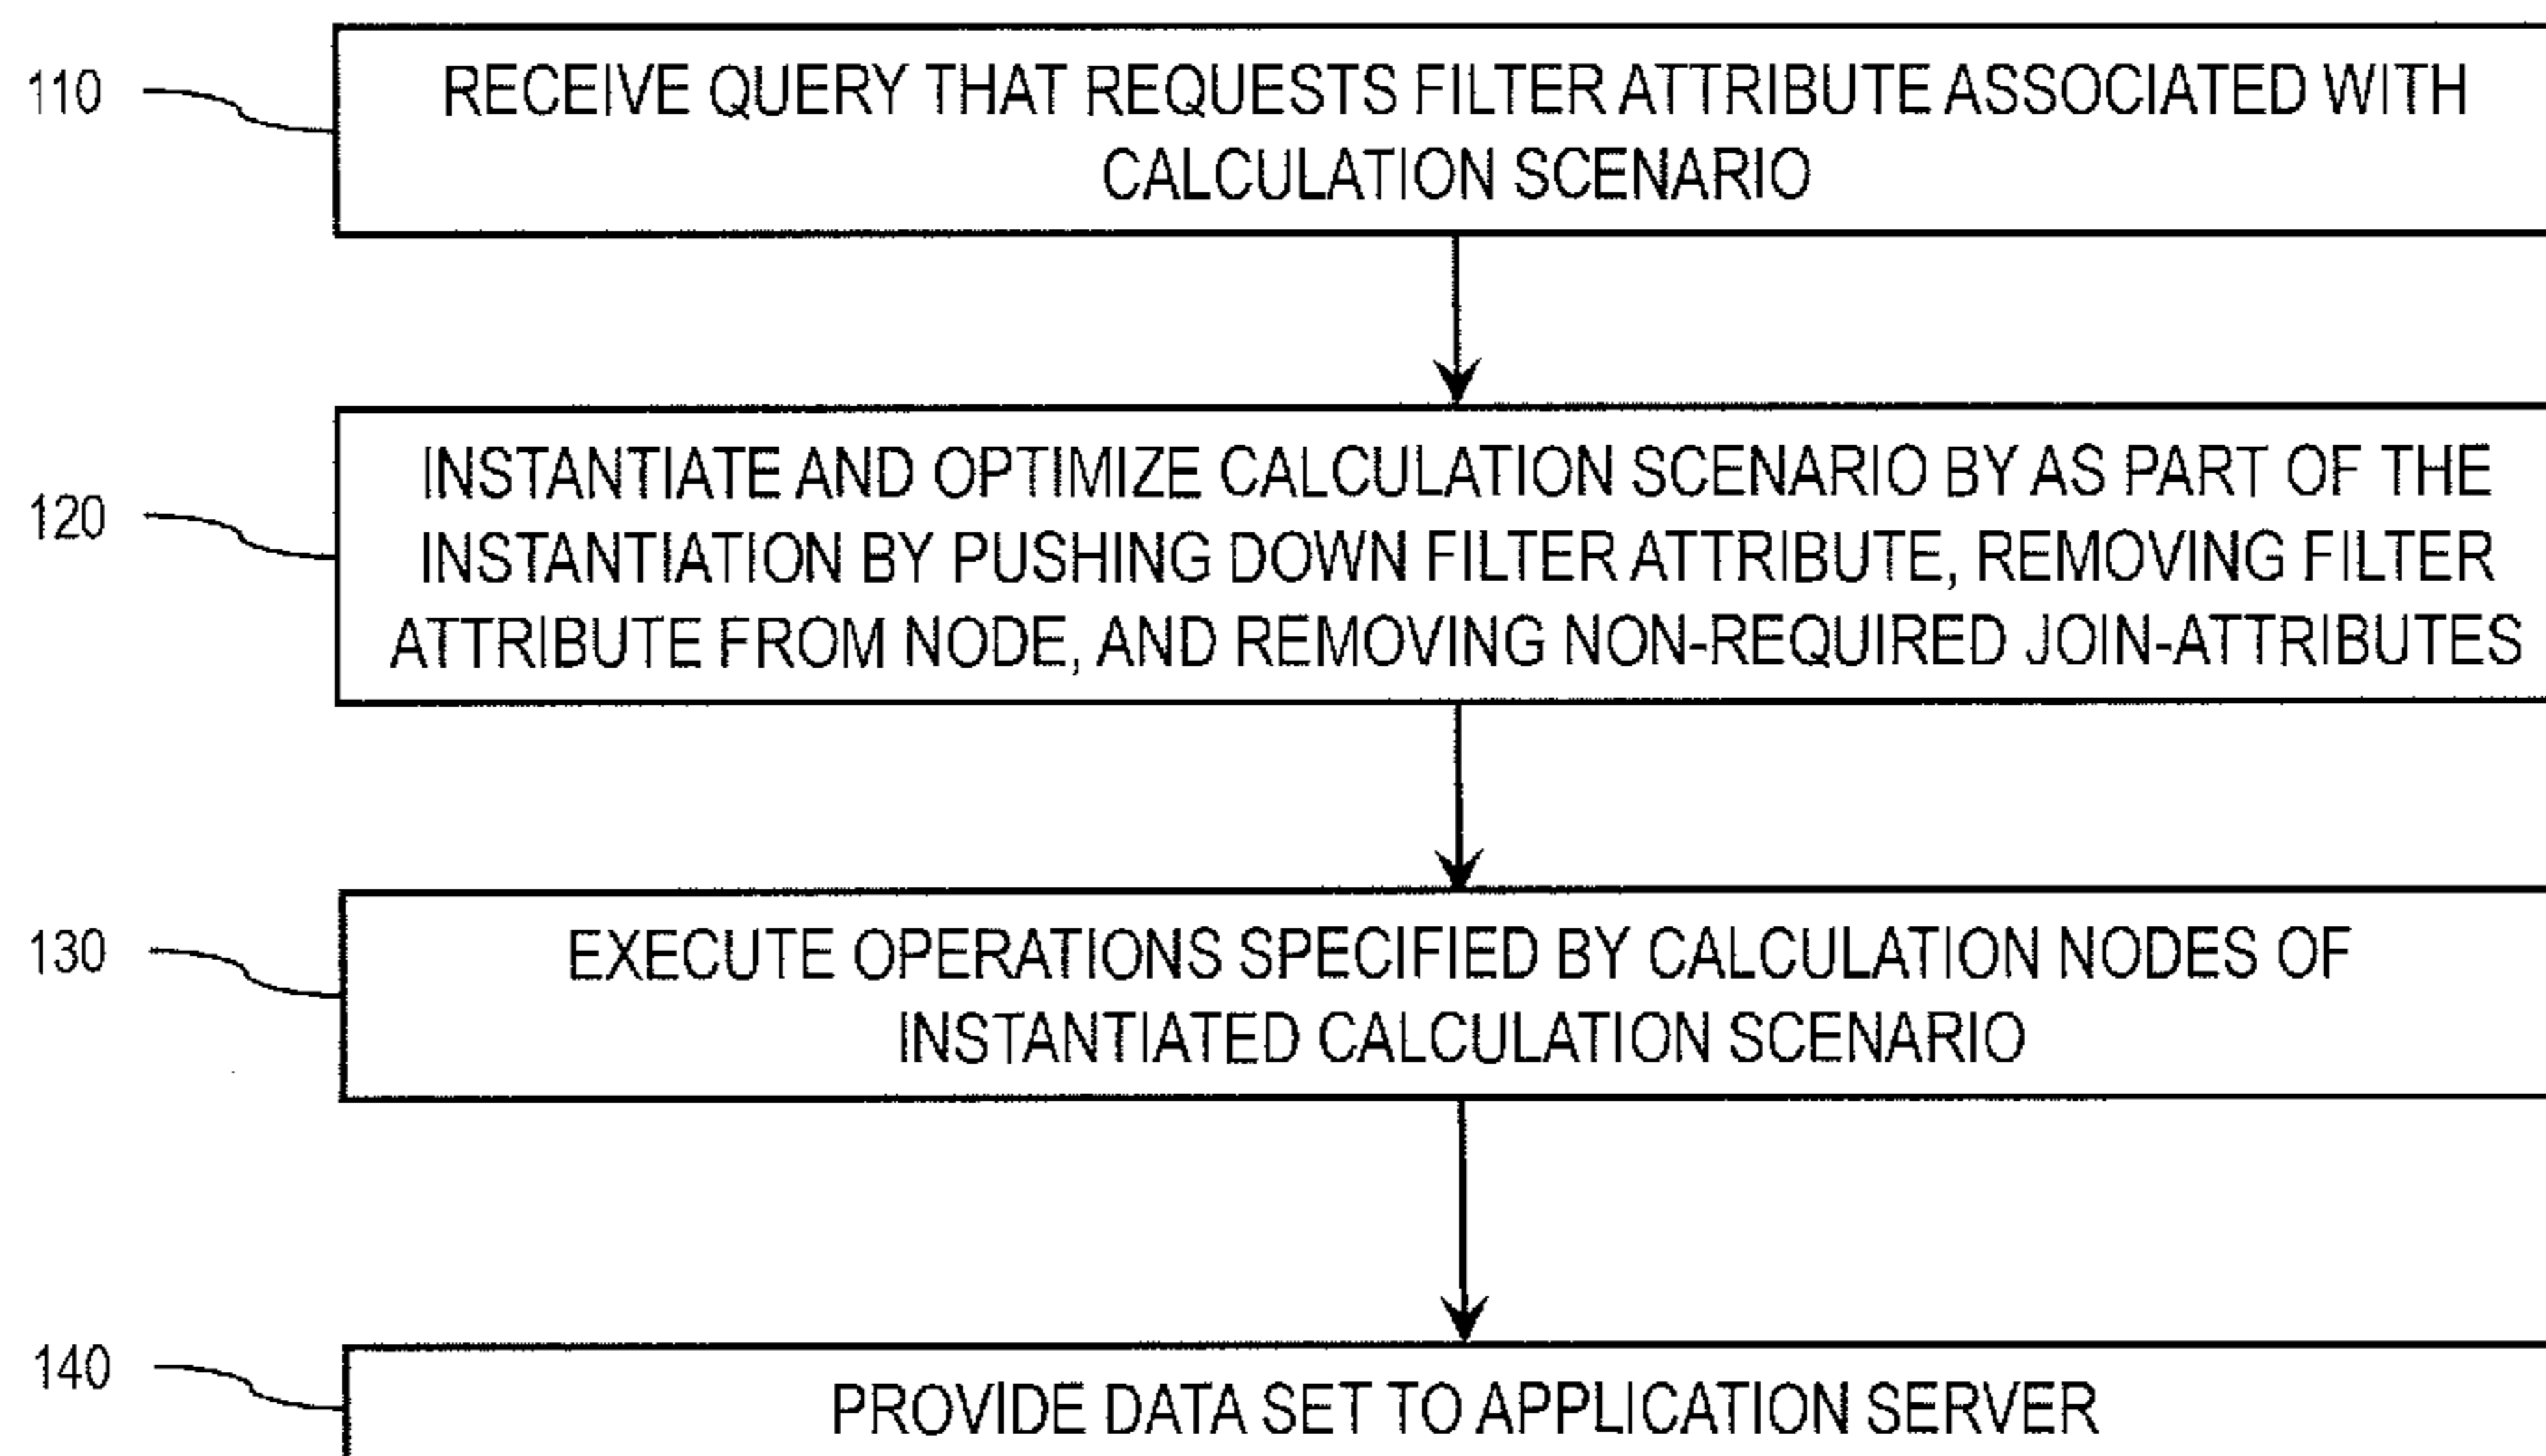 110
RECEIVE QUERY THAT REQUESTS FILTER ATTRIBUTE ASSOCIATED WITH
CALCULATION SCENARIO
120
INSTANTIATE AND OPTIMIZE CALCULATION SCENARIO BY AS PART OF THE
INSTANTIATION BY PUSHING DOWN FILTER ATTRIBUTE, REMOVING FILTER
ATTRIBUTE FROM NODE, AND REMOVING NON-REQUIRED JOIN-ATTRIBUTES
130
EXECUTE OPERATIONS SPECIFIED BY CALCULATION NODES OF
INSTANTIATED CALCULATION SCENARIO
140
PROVIDE DATA SET TO APPLICATION SERVER